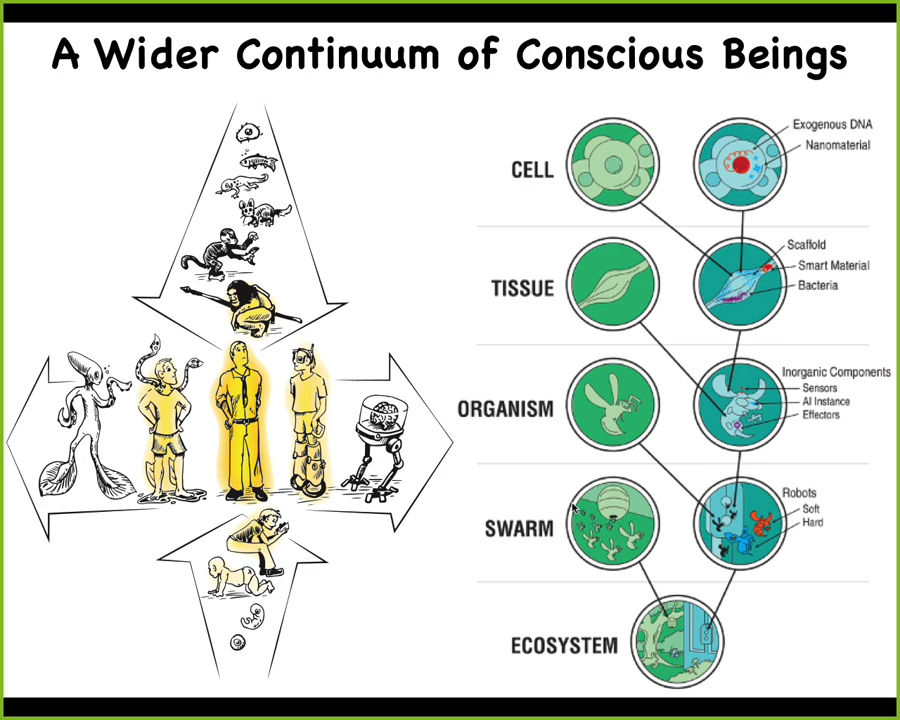 A Wider Continuum of Conscious Beings
CELL
Exogenous DNA
Nanomaterial
TISSUE
Scaffold
Smart Material
Bacteria
ORGANISM
Inorganic Components
Sensors
AI Instance
Effectors
SWARM
Robots
Soft
Hard
ECOSYSTEM